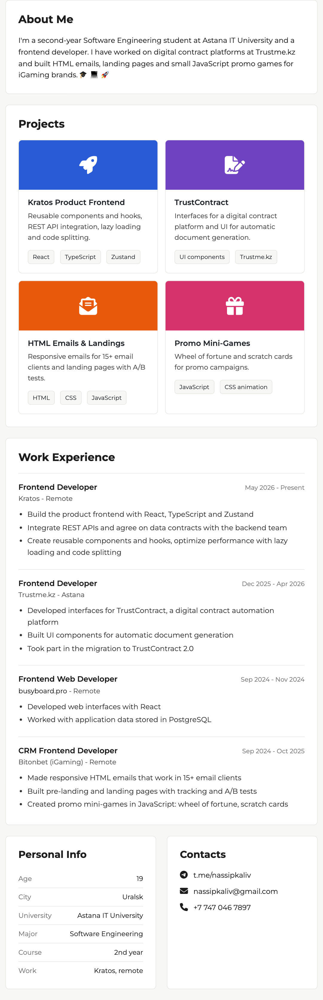 About Me
I'm a second-year Software Engineering student at Astana IT University and a
frontend developer. I have worked on digital contract platforms at Trustme.kz
and built HTML emails, landing pages and small JavaScript promo games for
iGaming brands. 🎓 💻 🚀
Projects
Kratos Product Frontend
Reusable components and hooks,
REST API integration, lazy loading
and code splitting.
React TypeScript Zustand
TrustContract
Interfaces for a digital contract
platform and UI for automatic
document generation.
UI components Trustme.kz
HTML Emails & Landings
Responsive emails for 15+ email
clients and landing pages with A/B
tests.
HTML CSS JavaScript
Promo Mini-Games
Wheel of fortune and scratch cards
for promo campaigns.
JavaScript CSS animation
Work Experience
Frontend Developer May 2026 - Present
Kratos - Remote
• Build the product frontend with React, TypeScript and Zustand
• Integrate REST APIs and agree on data contracts with the backend team
• Create reusable components and hooks, optimize performance with lazy
loading and code splitting
Frontend Developer Dec 2025 - Apr 2026
Trustme.kz - Astana
• Developed interfaces for TrustContract, a digital contract automation
platform
• Built UI components for automatic document generation
• Took part in the migration to TrustContract 2.0
Frontend Web Developer Sep 2024 - Nov 2024
busyboard.pro - Remote
• Developed web interfaces with React
• Worked with application data stored in PostgreSQL
CRM Frontend Developer Sep 2024 - Oct 2025
Bitonbet (iGaming) - Remote
• Made responsive HTML emails that work in 15+ email clients
• Built pre-landing and landing pages with tracking and A/B tests
• Created promo mini-games in JavaScript: wheel of fortune, scratch cards
Personal Info
Age 19
City Uralsk
University Astana IT University
Major Software Engineering
Course 2nd year
Work Kratos, remote
Contacts
t.me/nassipkaliv
nassipkaliv@gmail.com
+7 747 046 7897